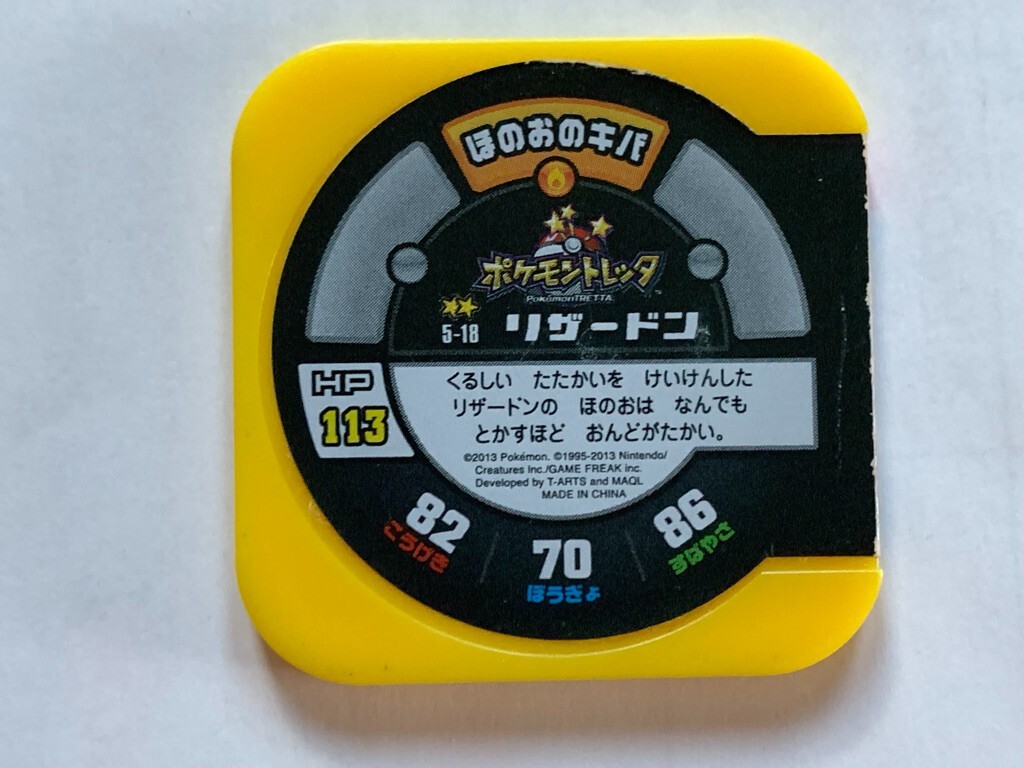 ほのおのキバ
ポケモントレッタ
PokémonTRETTA
5-18 リザードン
HP
113
くるしい たたかいを けいけんした
リザードンの ほのおは なんでも
とかすほど おんどがたかい。
©2013 Pokémon. ©1995-2013 Nintendo/
Creatures Inc./GAME FREAK inc.
Developed by T-ARTS and MAQL
MADE IN CHINA
82
こうげき
70
ぼうぎょ
86
すばやさ